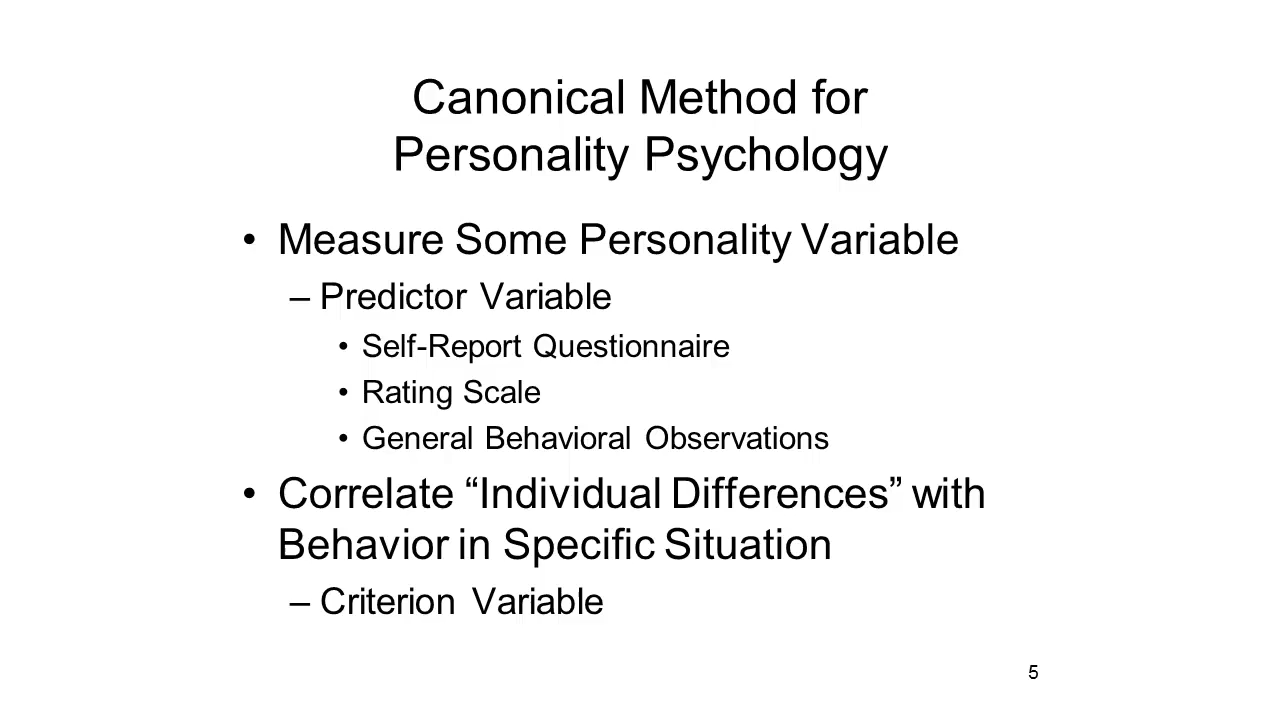 Canonical Method for
Personality Psychology
• Measure Some Personality Variable
– Predictor Variable
• Self-Report Questionnaire
• Rating Scale
• General Behavioral Observations
• Correlate “Individual Differences” with
Behavior in Specific Situation
– Criterion Variable
5